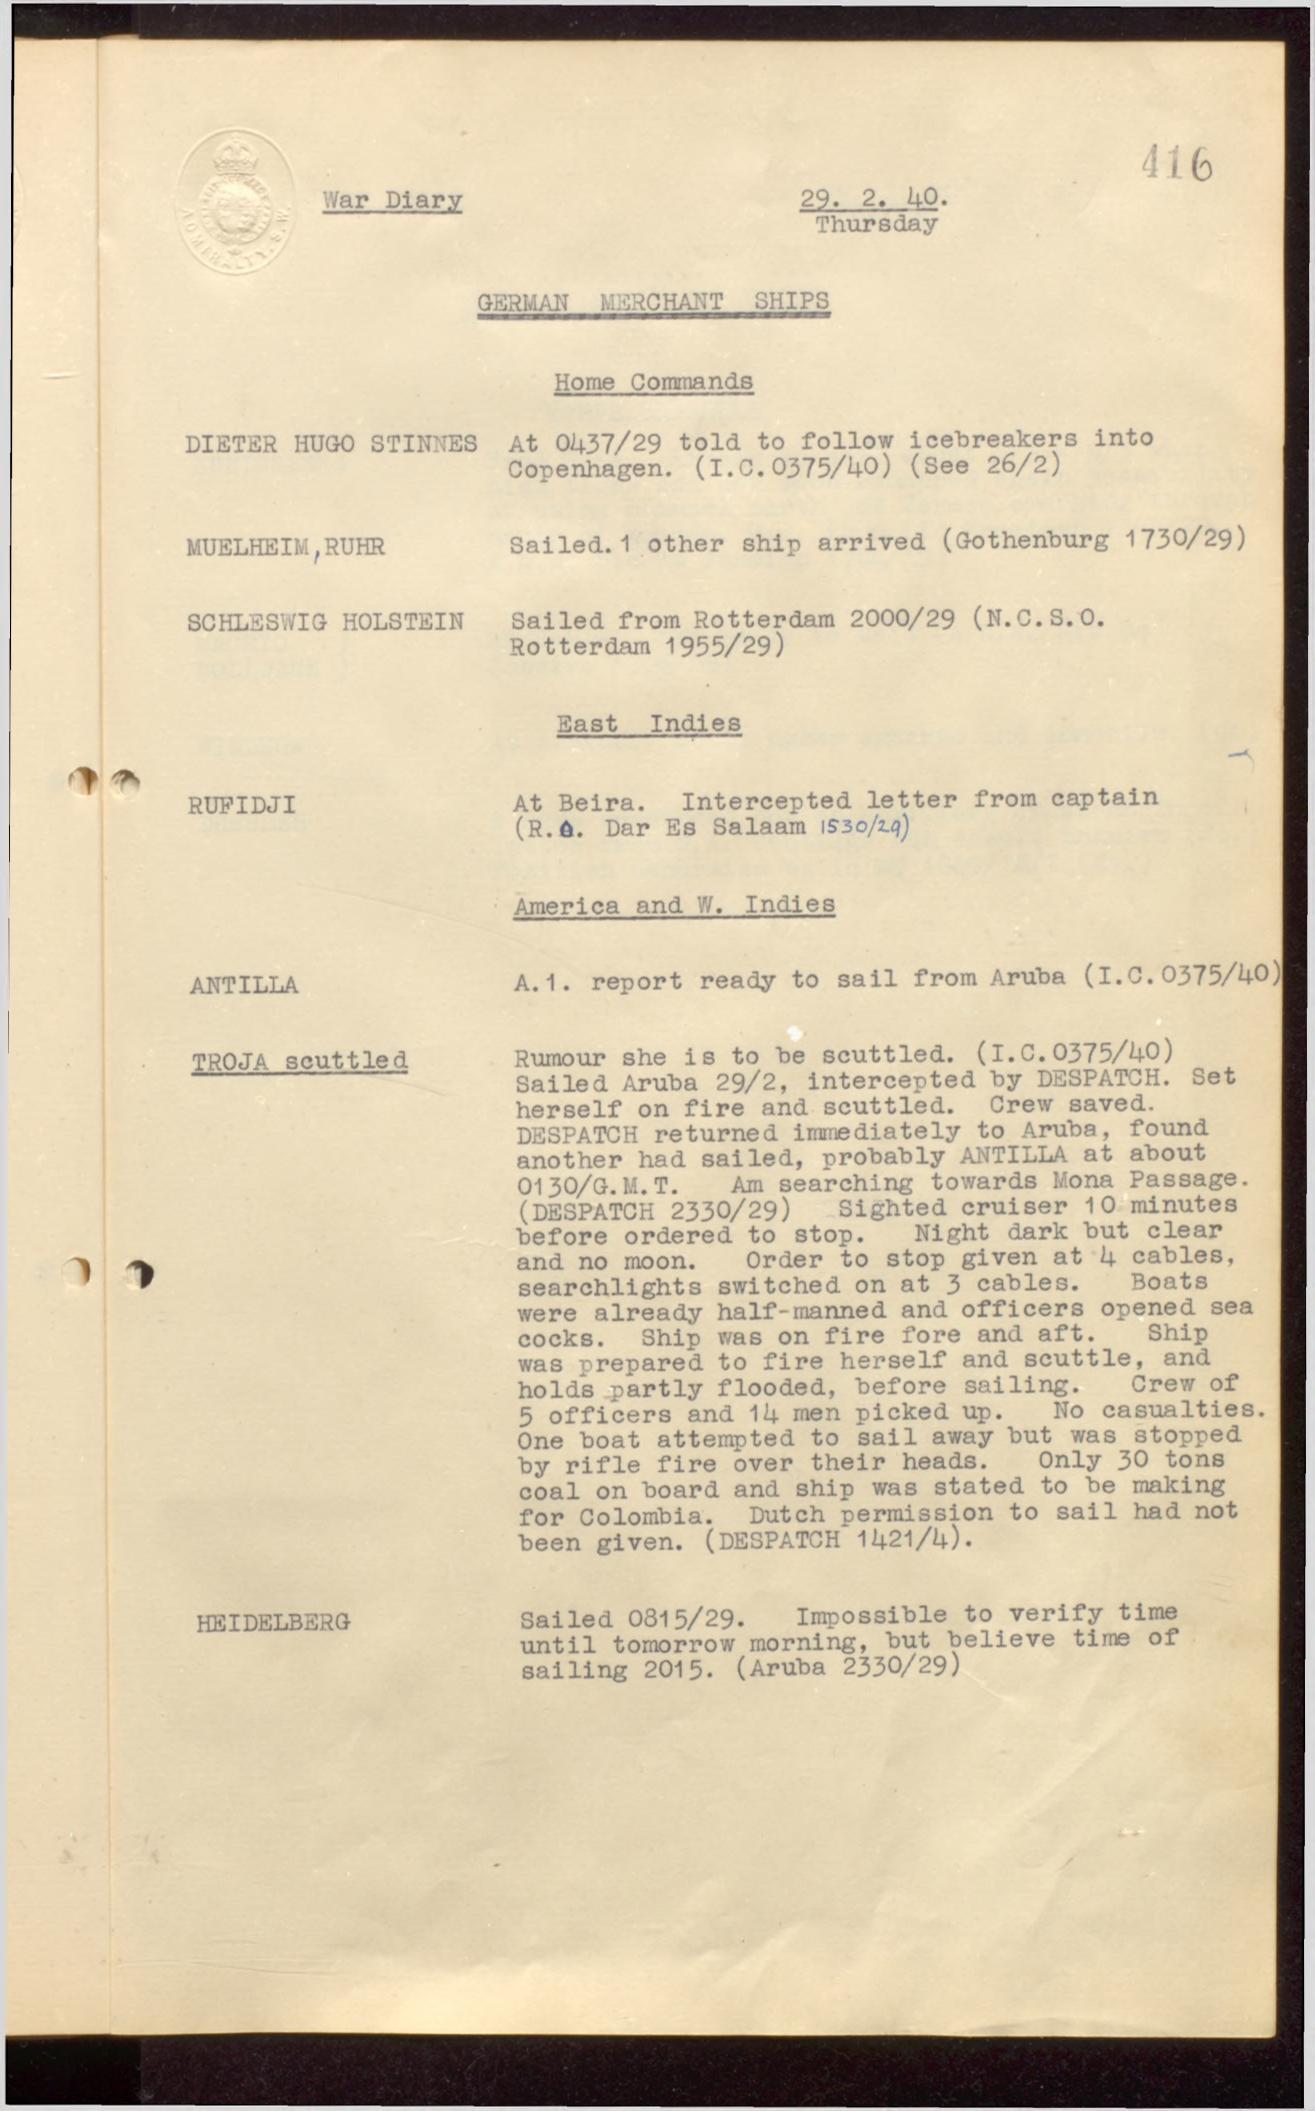 416
ADMIRALTY. S.W.
War Diary
29. 2. 40.
Thursday
GERMAN MERCHANT SHIPS
Home Commands
DIETER HUGO STINNES At 0437/29 told to follow icebreakers into
Copenhagen. (I.C.0375/40) (See 26/2)
MUELHEIM,RUHR Sailed. 1 other ship arrived (Gothenburg 1730/29)
SCHLESWIG HOLSTEIN Sailed from Rotterdam 2000/29 (N.C.S.O.
Rotterdam 1955/29)
East Indies
RUFIDJI At Beira. Intercepted letter from captain
(R.O. Dar Es Salaam 1530/29)
America and W. Indies
ANTILLA A.1. report ready to sail from Aruba (I.C.0375/40)
TROJA scuttled Rumour she is to be scuttled. (I.C.0375/40)
Sailed Aruba 29/2, intercepted by DESPATCH. Set
herself on fire and scuttled. Crew saved.
DESPATCH returned immediately to Aruba, found
another had sailed, probably ANTILLA at about
0130/G.M.T. Am searching towards Mona Passage.
(DESPATCH 2330/29) Sighted cruiser 10 minutes
before ordered to stop. Night dark but clear
and no moon. Order to stop given at 4 cables,
searchlights switched on at 3 cables. Boats
were already half-manned and officers opened sea
cocks. Ship was on fire fore and aft. Ship
was prepared to fire herself and scuttle, and
holds partly flooded, before sailing. Crew of
5 officers and 14 men picked up. No casualties.
One boat attempted to sail away but was stopped
by rifle fire over their heads. Only 30 tons
coal on board and ship was stated to be making
for Colombia. Dutch permission to sail had not
been given. (DESPATCH 1421/4).
HEIDELBERG Sailed 0815/29. Impossible to verify time
until tomorrow morning, but believe time of
sailing 2015. (Aruba 2330/29)